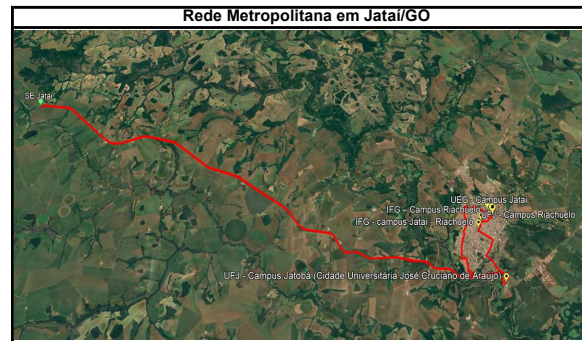 Rede Metropolitana em Jataí/GO
SE Jataí
UEG - Campus Jataí
IFG - Campus Riachuelo
UFJ - Campus Riachuelo
IFG - campus Jataí - Riachuelo
UFJ - Campus Jatobá (Cidade Universitária José Cruciano de Araújo)